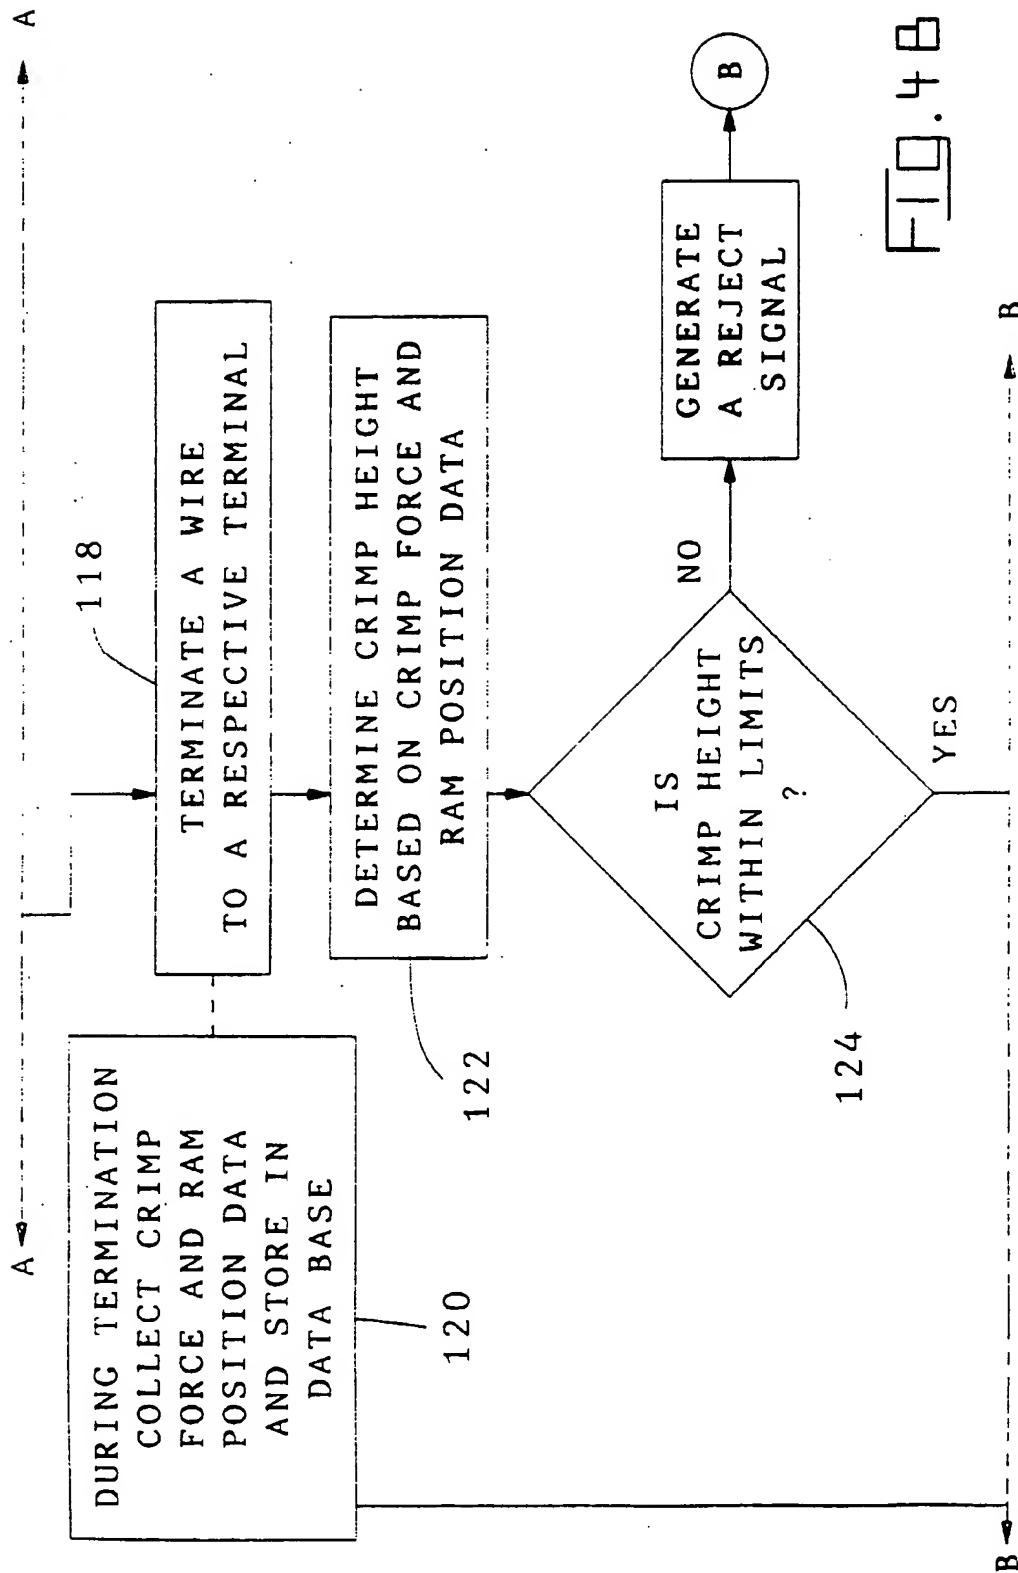 A
A
118
TERMINATE A WIRE
TO A RESPECTIVE TERMINAL
DURING TERMINATION
COLLECT CRIMP
FORCE AND RAM
POSITION DATA
AND STORE IN
DATA BASE
120
DETERMINE CRIMP HEIGHT
BASED ON CRIMP FORCE AND
RAM POSITION DATA
122
IS
CRIMP HEIGHT
WITHIN LIMITS
?
124
NO
GENERATE
A REJECT
SIGNAL
B
YES
B
B
FIG.4B